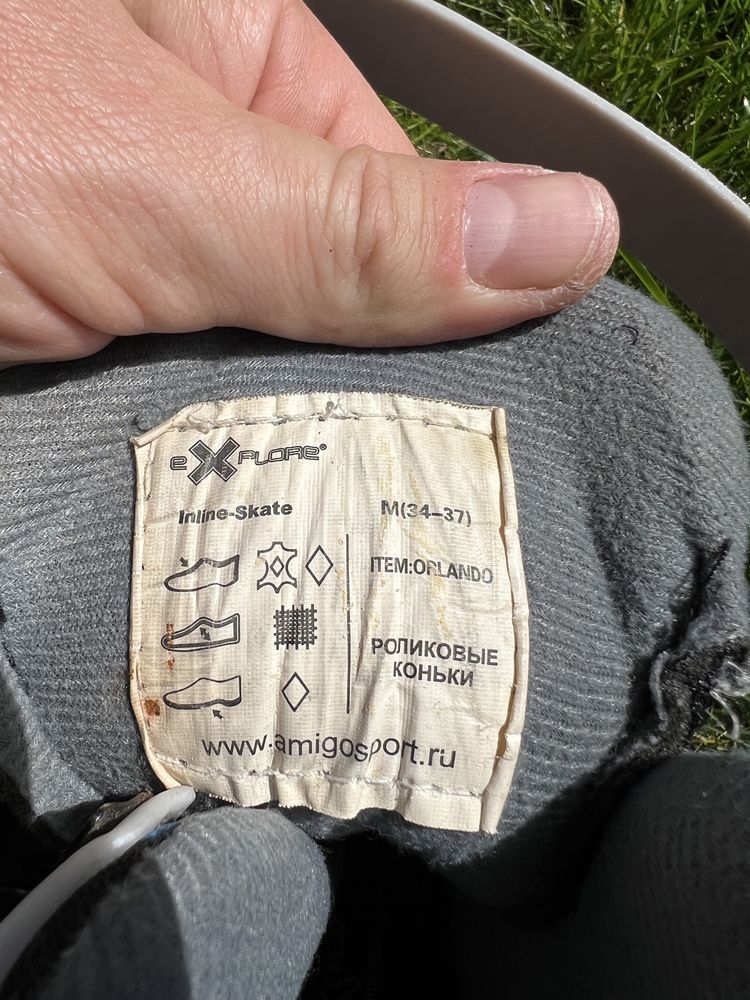 eXPLORE®
Inline-Skate M(34-37)
ITEM:ORLANDO
РОЛИКОВЫЕ
КОНЬКИ
www.amigosport.ru